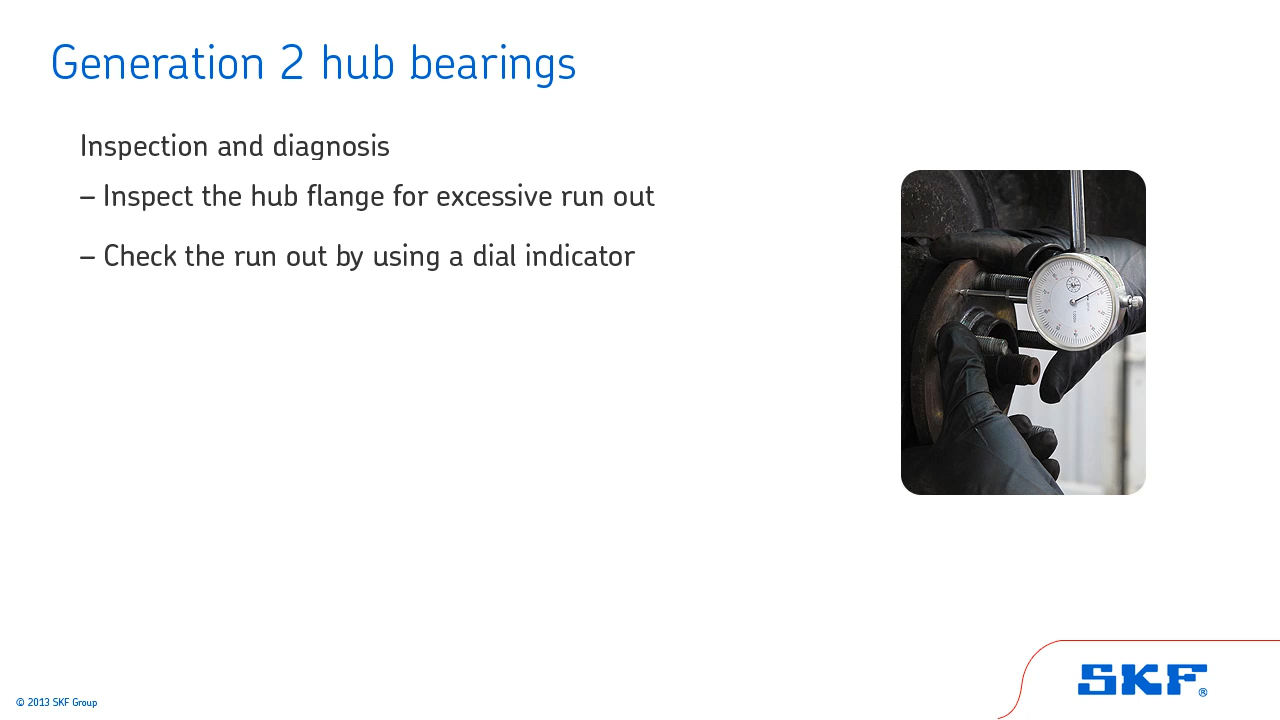 Generation 2 hub bearings
Inspection and diagnosis
– Inspect the hub flange for excessive run out
– Check the run out by using a dial indicator
© 2013 SKF Group
SKF®